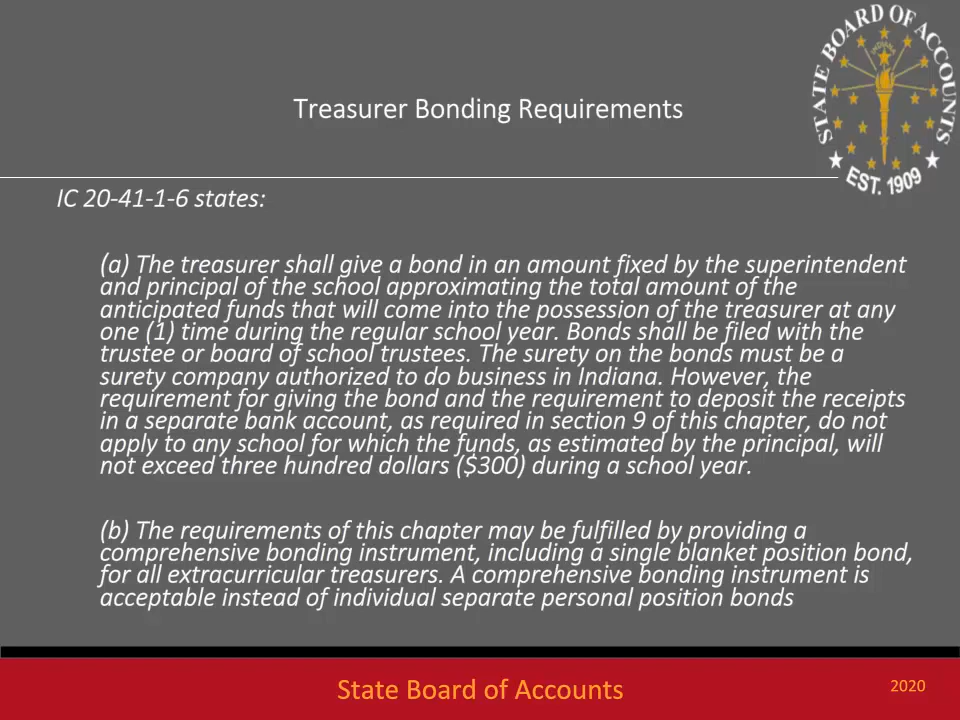 STATE BOARD OF ACCOUNTS
INDIANA
EST. 1909
Treasurer Bonding Requirements
IC 20-41-1-6 states:
(a) The treasurer shall give a bond in an amount fixed by the superintendent
and principal of the school approximating the total amount of the
anticipated funds that will come into the possession of the treasurer at any
one (1) time during the regular school year. Bonds shall be filed with the
trustee or board of school trustees. The surety on the bonds must be a
surety company authorized to do business in Indiana. However, the
requirement for giving the bond and the requirement to deposit the receipts
in a separate bank account, as required in section 9 of this chapter, do not
apply to any school for which the funds, as estimated by the principal, will
not exceed three hundred dollars ($300) during a school year.
(b) The requirements of this chapter may be fulfilled by providing a
comprehensive bonding instrument, including a single blanket position bond,
for all extracurricular treasurers. A comprehensive bonding instrument is
acceptable instead of individual separate personal position bonds
State Board of Accounts
2020